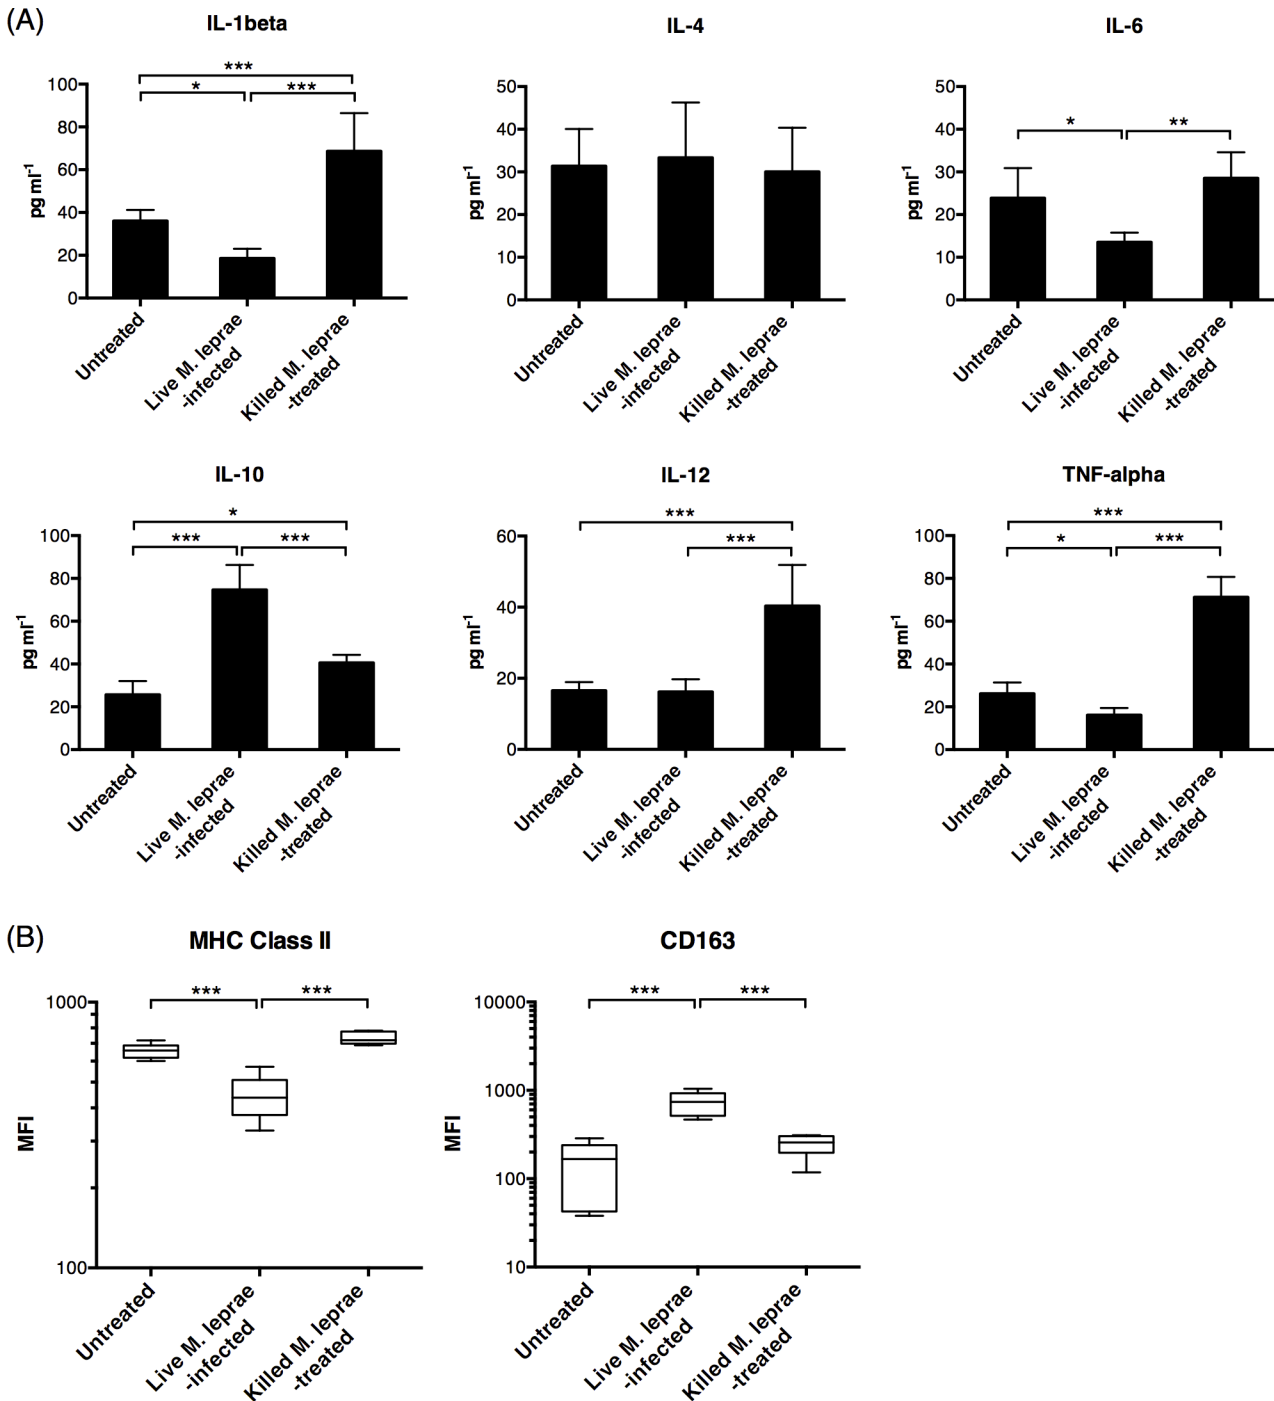 (A)
IL-1beta
***
*
***
100
80
60
40
20
0
pg ml-1
Untreated
Live M. leprae
-infected
Killed M. leprae
-treated
IL-4
50
40
30
20
10
0
pg ml-1
Untreated
Live M. leprae
-infected
Killed M. leprae
-treated
IL-6
*
**
50
40
30
20
10
0
pg ml-1
Untreated
Live M. leprae
-infected
Killed M. leprae
-treated
IL-10
*
***
***
100
80
60
40
20
0
pg ml-1
Untreated
Live M. leprae
-infected
Killed M. leprae
-treated
IL-12
***
***
60
40
20
0
pg ml-1
Untreated
Live M. leprae
-infected
Killed M. leprae
-treated
TNF-alpha
***
*
***
100
80
60
40
20
0
pg ml-1
Untreated
Live M. leprae
-infected
Killed M. leprae
-treated
(B)
MHC Class II
***
***
1000
100
MFI
Untreated
Live M. leprae
-infected
Killed M. leprae
-treated
CD163
***
***
10000
1000
100
10
MFI
Untreated
Live M. leprae
-infected
Killed M. leprae
-treated